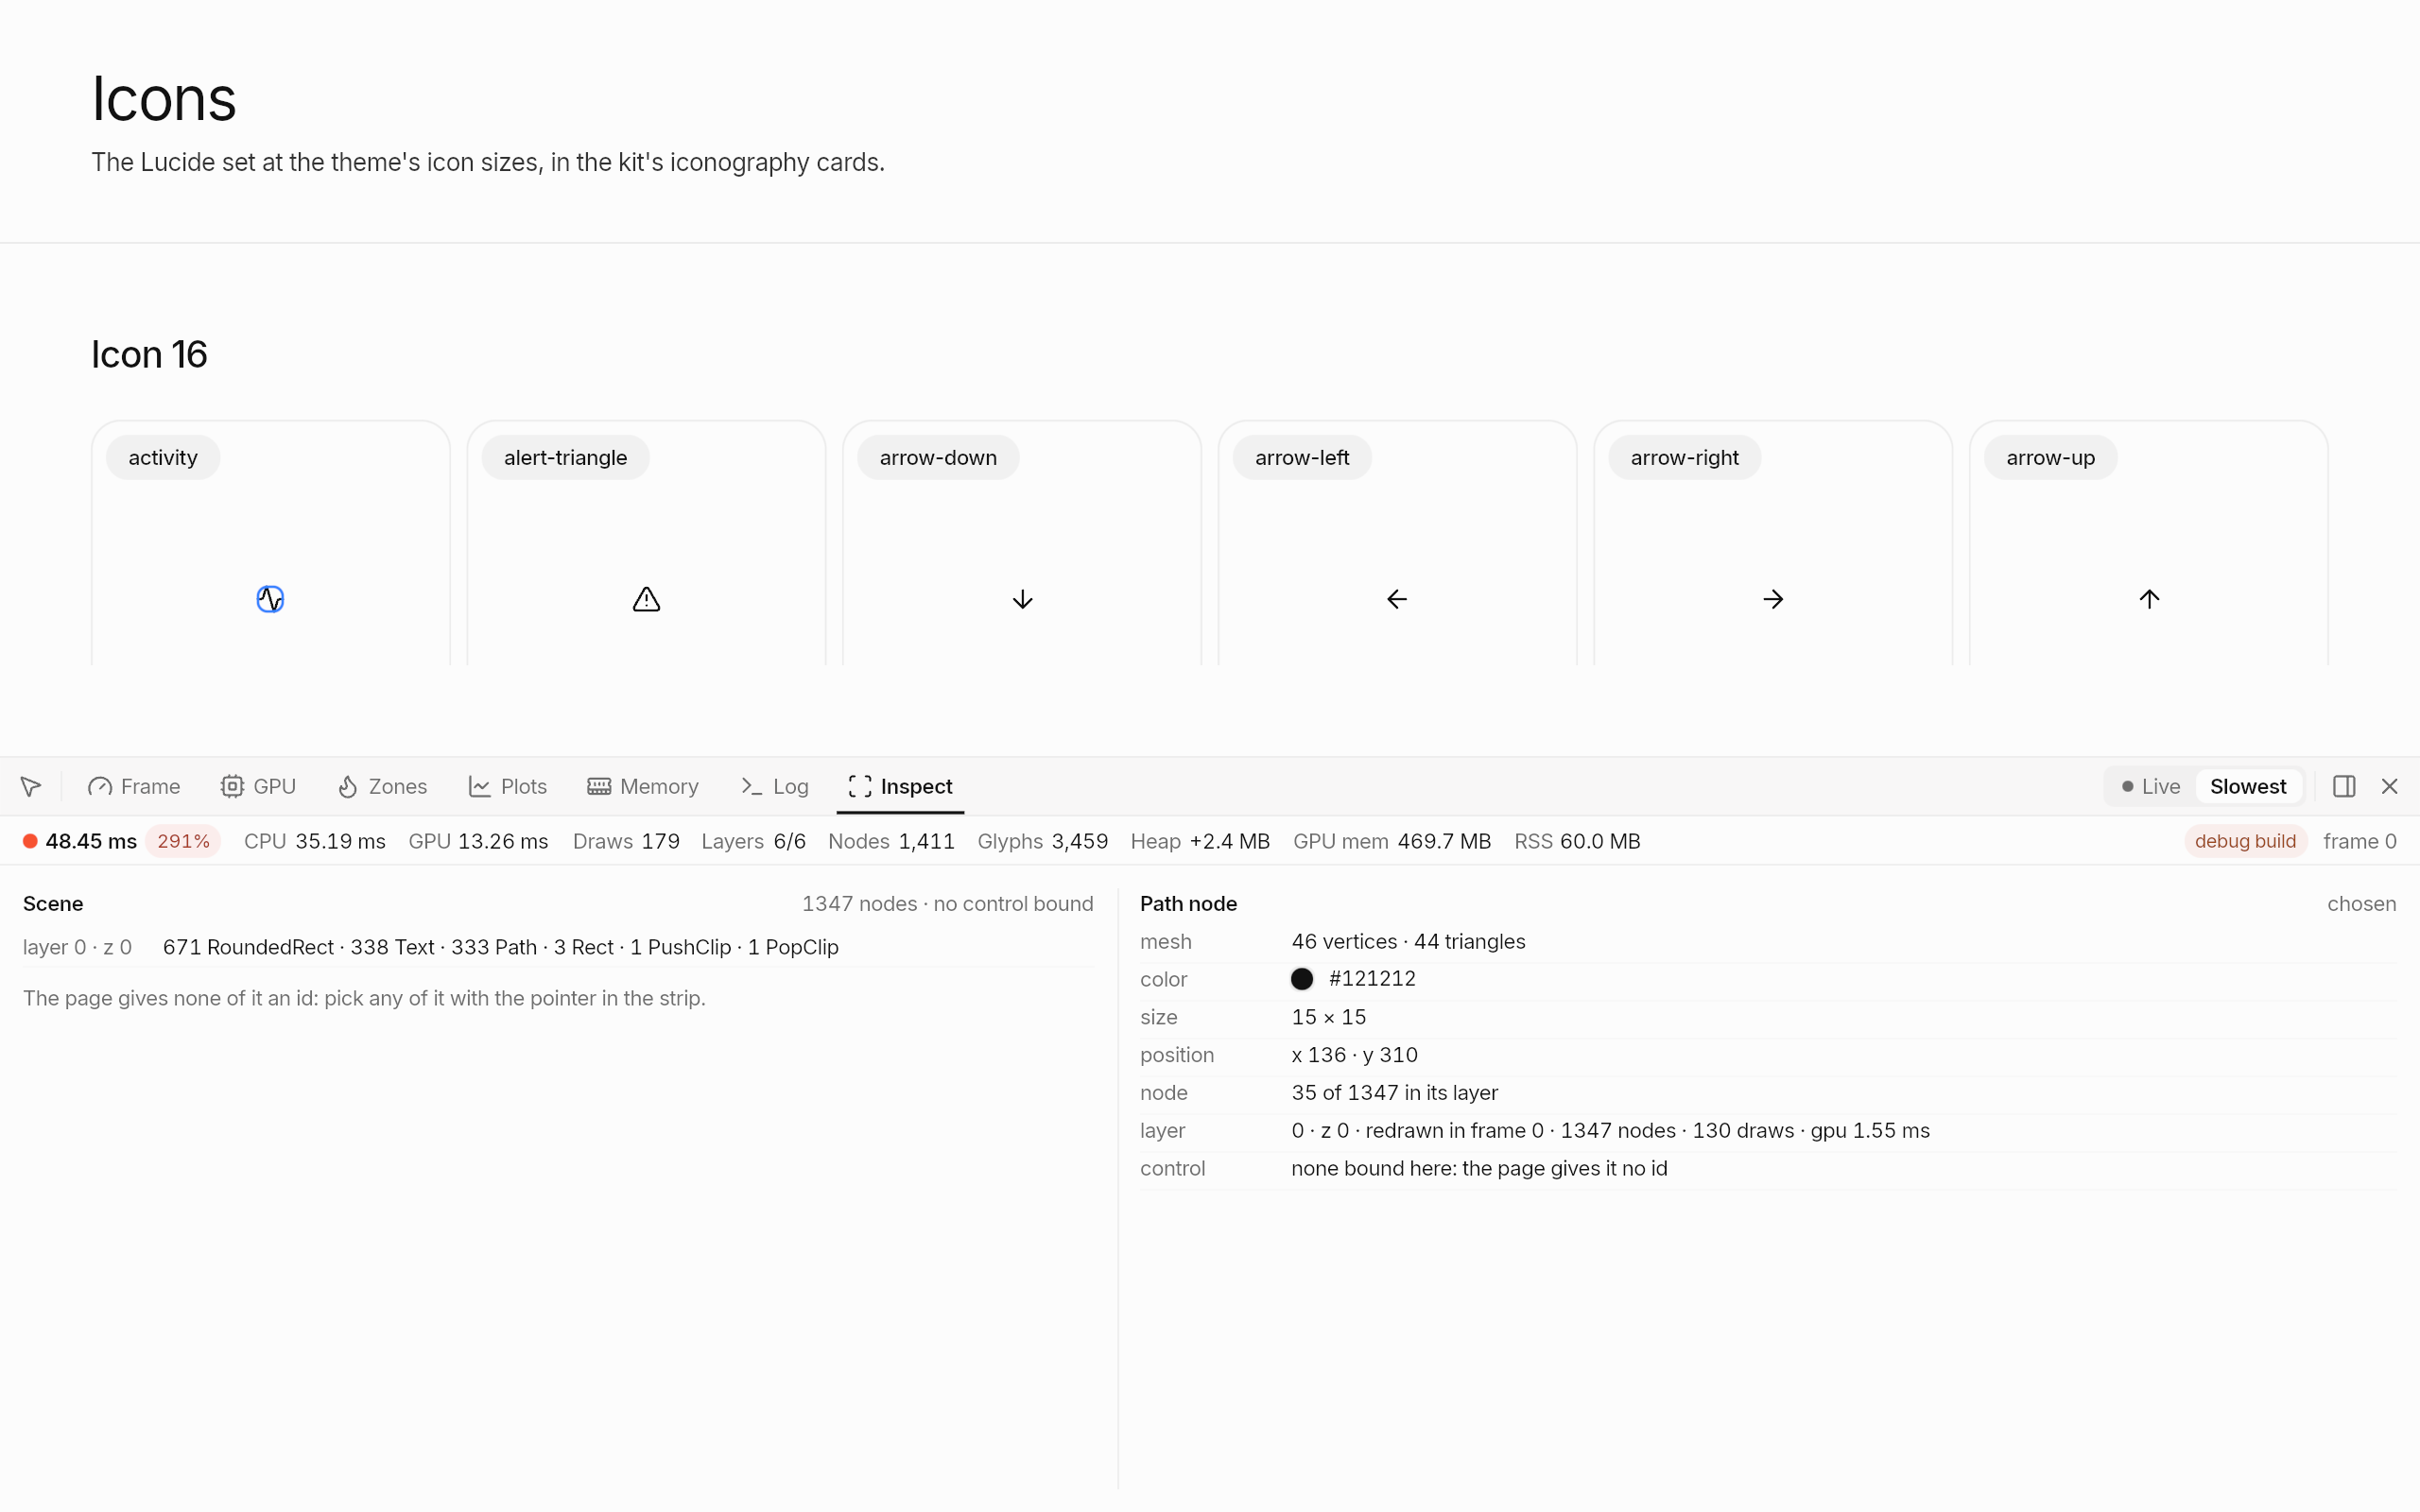 Icons
The Lucide set at the theme's icon sizes, in the kit's iconography cards.
Icon 16
activity alert-triangle arrow-down arrow-left arrow-right arrow-up
Frame GPU Zones Plots Memory Log Inspect Live Slowest
48.45 ms 291% CPU 35.19 ms GPU 13.26 ms Draws 179 Layers 6/6 Nodes 1,411 Glyphs 3,459 Heap +2.4 MB GPU mem 469.7 MB RSS 60.0 MB debug build frame 0
Scene 1347 nodes · no control bound
layer 0 · z 0 671 RoundedRect · 338 Text · 333 Path · 3 Rect · 1 PushClip · 1 PopClip
The page gives none of it an id: pick any of it with the pointer in the strip.
Path node chosen
mesh 46 vertices · 44 triangles
color #121212
size 15 × 15
position x 136 · y 310
node 35 of 1347 in its layer
layer 0 · z 0 · redrawn in frame 0 · 1347 nodes · 130 draws · gpu 1.55 ms
control none bound here: the page gives it no id